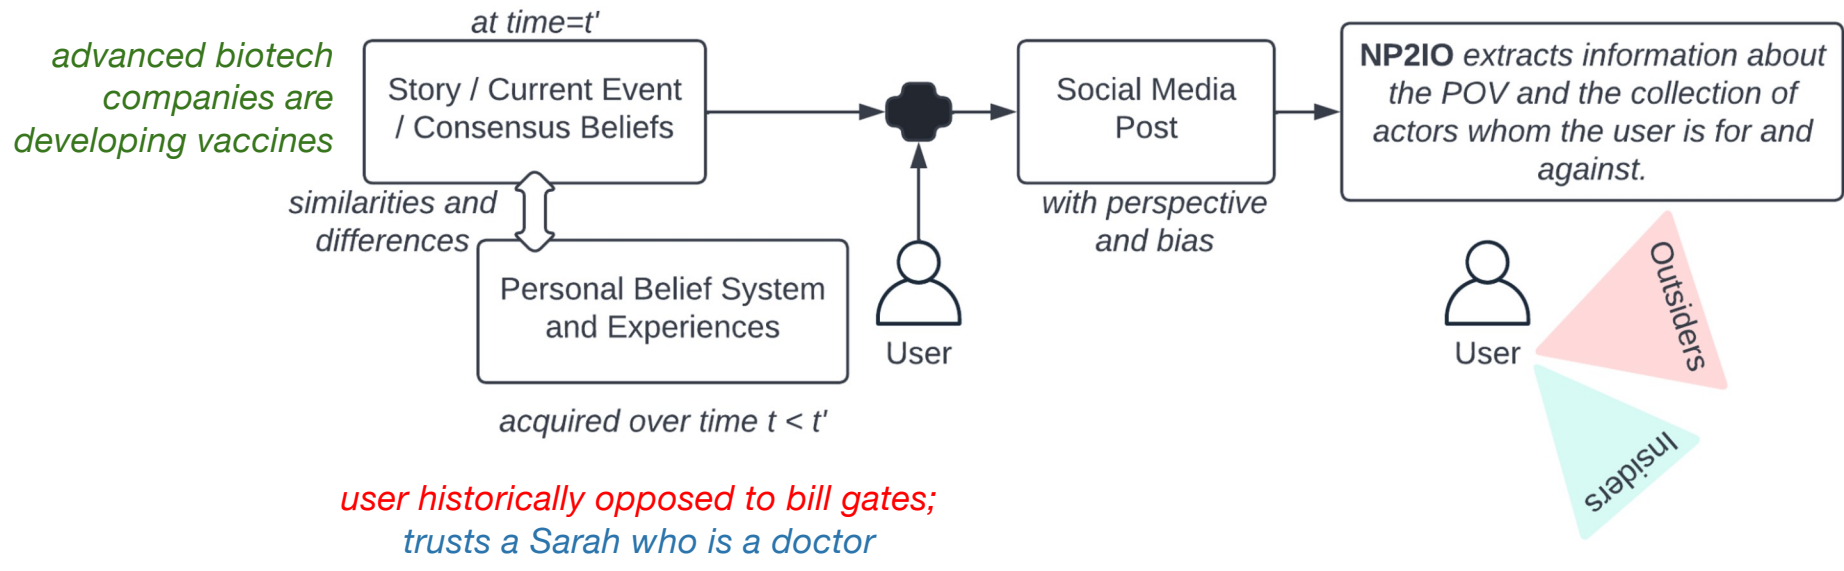 at time=t'
advanced biotech
companies are
developing vaccines
Story / Current Event
/ Consensus Beliefs
Social Media
Post
NP2IO extracts information about
the POV and the collection of
actors whom the user is for and
against.
similarities and
differences
with perspective
and bias
Personal Belief System
and Experiences
User
User
Outsiders
Insiders
acquired over time t < t'
user historically opposed to bill gates;
trusts a Sarah who is a doctor